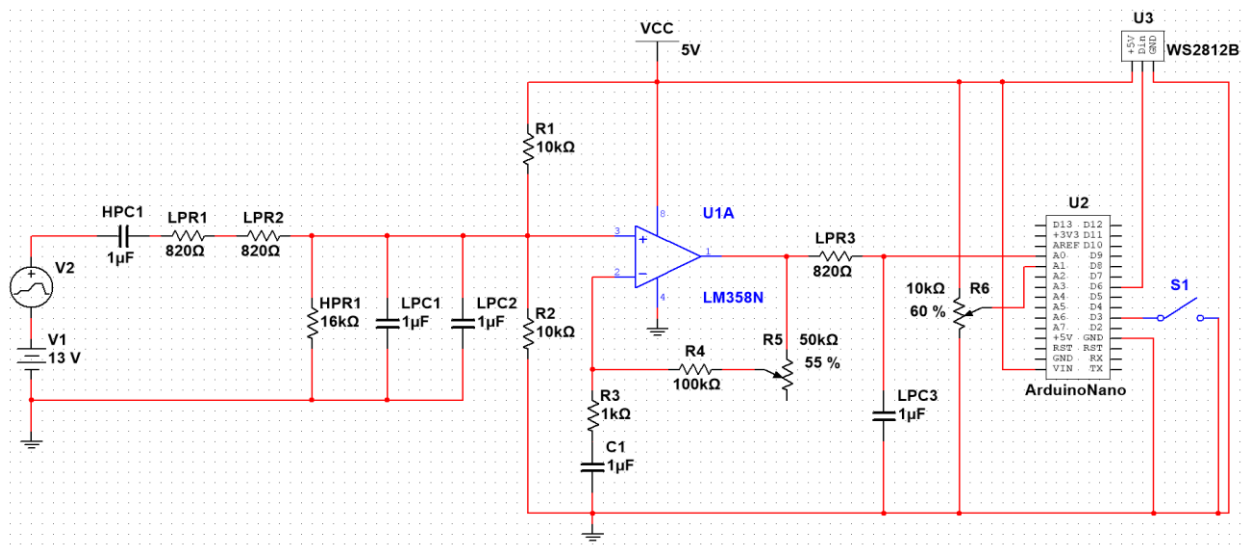 VCC
5V
U3
+5V
Din
GND
WS2812B
R1
10kΩ
HPC1
1µF
LPR1
820Ω
LPR2
820Ω
V2
V1
13 V
HPR1
16kΩ
LPC1
1µF
LPC2
1µF
R2
10kΩ
U1A
8
3
2
1
4
LM358N
LPR3
820Ω
R4
100kΩ
R5
50kΩ
55 %
R3
1kΩ
C1
1µF
LPC3
1µF
10kΩ
R6
60 %
U2
D13 D12
+3V3 D11
AREF D10
A0 D9
A1 D8
A2 D7
A3 D6
A4 D5
A5 D4
A6 D3
A7 D2
+5V GND
RST RST
GND RX
VIN TX
ArduinoNano
S1